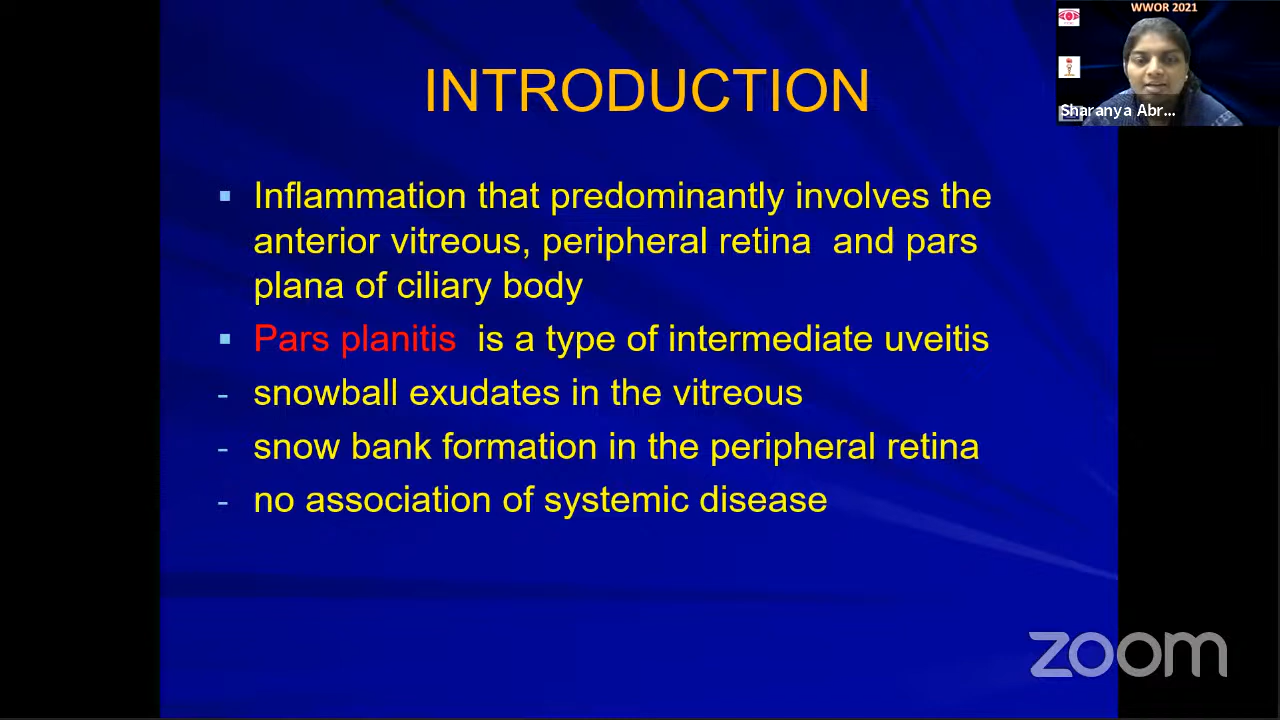 WWOR 2021
Sharanya Abr...
INTRODUCTION
▪ Inflammation that predominantly involves the
anterior vitreous, peripheral retina and pars
plana of ciliary body
▪ Pars planitis is a type of intermediate uveitis
- snowball exudates in the vitreous
- snow bank formation in the peripheral retina
- no association of systemic disease
zoom